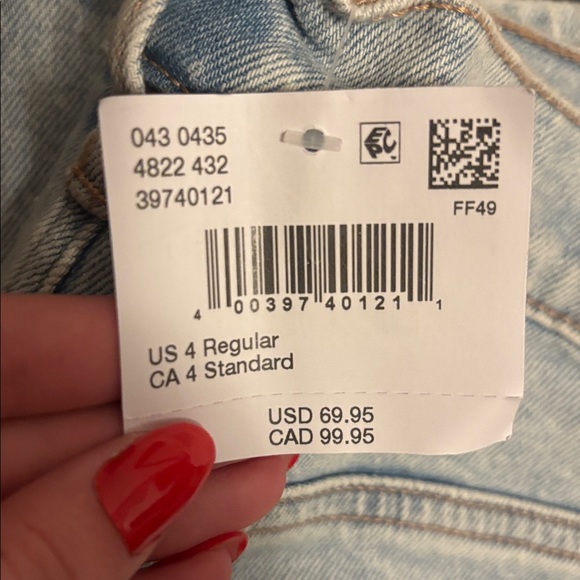 043 0435
4822 432
39740121
FF49
4 00397 40121 1
US 4 Regular
CA 4 Standard
USD 69.95
CAD 99.95